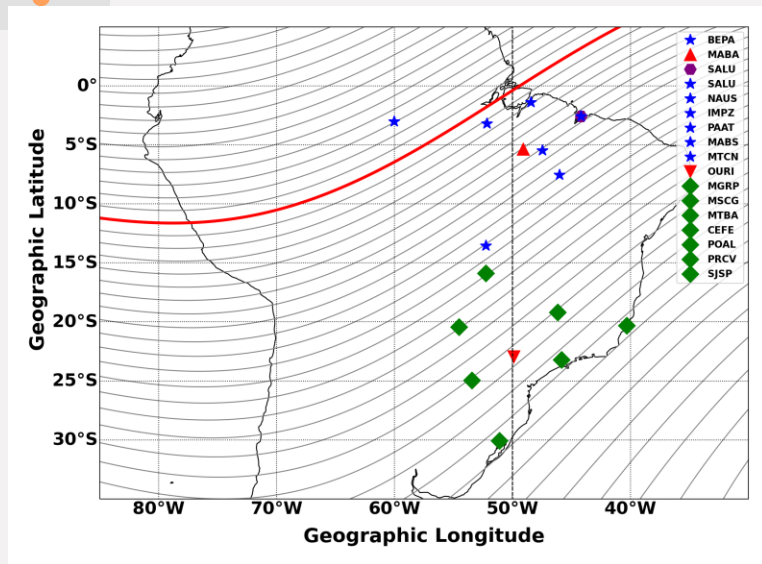 Geographic Latitude
0°
5°S
10°S
15°S
20°S
25°S
30°S
80°W
70°W
60°W
50°W
40°W
Geographic Longitude
BEPA
MABA
SALU
SALU
NAUS
IMPZ
PAAT
MABS
MTCN
OURI
MGRP
MSCG
MTBA
CEFE
POAL
PRCV
SJSP